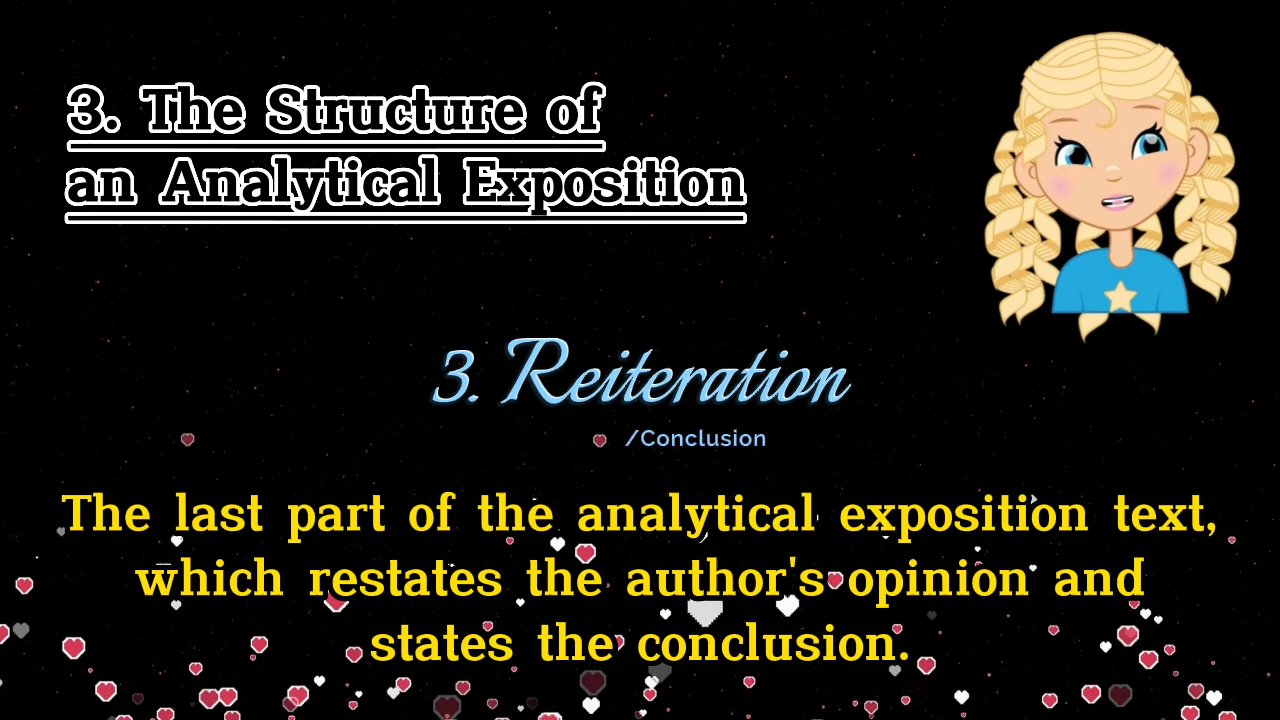 3. The Structure of
an Analytical Exposition
3. Reiteration
/Conclusion
The last part of the analytical exposition text,
which restates the author's opinion and
states the conclusion.